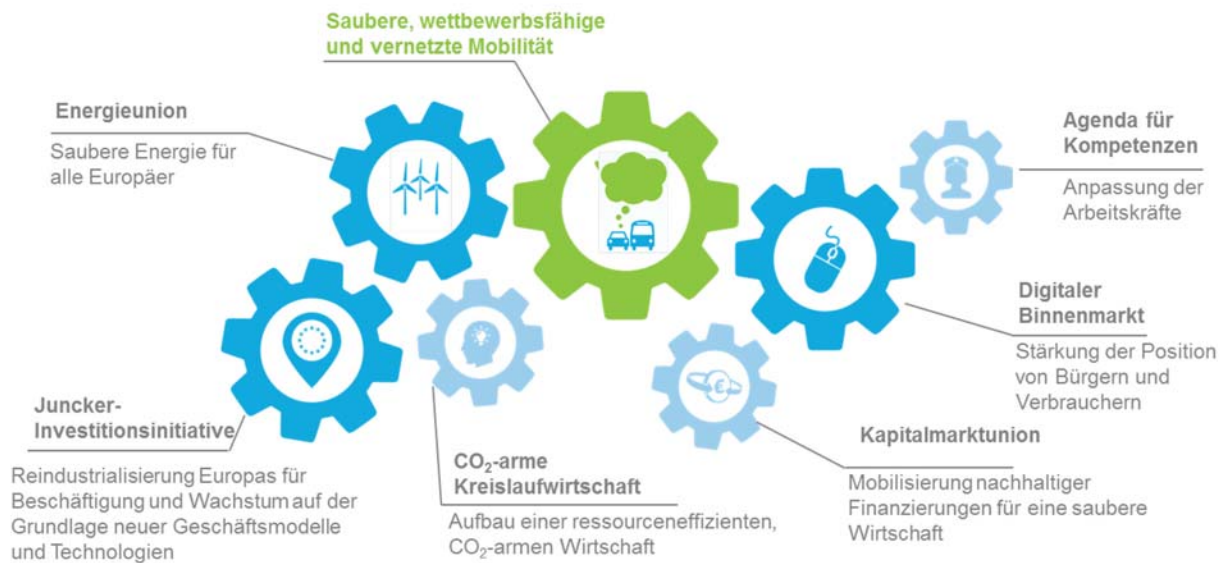 Saubere, wettbewerbsfähige
und vernetzte Mobilität
Energieunion
Saubere Energie für
alle Europäer
Agenda für
Kompetenzen
Anpassung der
Arbeitskräfte
Digitaler
Binnenmarkt
Stärkung der Position
von Bürgern und
Verbrauchern
Juncker-
Investitionsinitiative
Reindustrialisierung Europas für
Beschäftigung und Wachstum auf der
Grundlage neuer Geschäftsmodelle
und Technologien
CO₂-arme
Kreislaufwirtschaft
Aufbau einer ressourceneffizienten,
CO₂-armen Wirtschaft
€
Kapitalmarktunion
Mobilisierung nachhaltiger
Finanzierungen für eine saubere
Wirtschaft